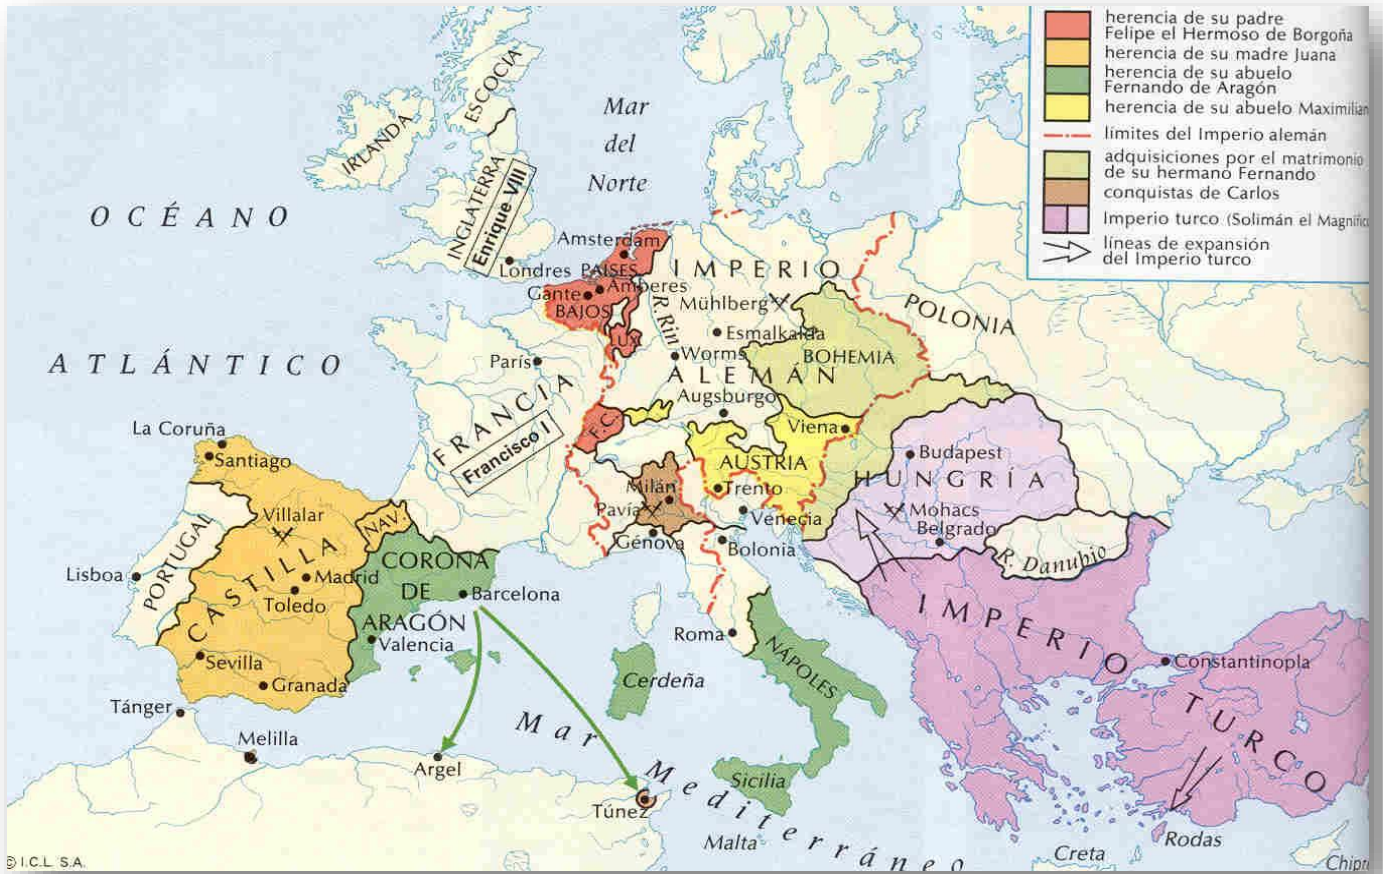 herencia de su padre
Felipe el Hermoso de Borgoña
herencia de su madre Juana
herencia de su abuelo
Fernando de Aragón
herencia de su abuelo Maximilian
límites del Imperio alemán
adquisiciones por el matrimonio
de su hermano Fernando
conquistas de Carlos
Imperio turco (Solimán el Magnífico
líneas de expansión
del Imperio turco
ESCOCIA
IRLANDA
Mar
del
Norte
OCÉANO
INGLATERRA
Enrique VIII
Londres
Amsterdam
PAISES
Amberes
Gante
BAJOS
LUX
R. Rin
IMPERIO
Mühlberg
Esmalkalda
Worms
ALEMÁN
Augsburgo
BOHEMIA
POLONIA
ATLÁNTICO
París
FRANCIA
Francisco I
F.C.
Viena
AUSTRIA
Trento
Budapest
HUNGRÍA
Mohacs
Belgrado
R. Danubio
Milán
Pavía
Génova
Venecia
Bolonia
La Coruña
Santiago
Villalar
NAV.
PORTUGAL
CASTILLA
Lisboa
Madrid
Toledo
CORONA
DE
ARAGÓN
Barcelona
Valencia
Sevilla
Granada
Roma
NÁPOLES
Cerdeña
Sicilia
IMPERIO
TURCO
Constantinopla
Tánger
Melilla
Argel
Túnez
Mar
Mediterráneo
Malta
Creta
Rodas
Chipr
© I.C.L. S.A.